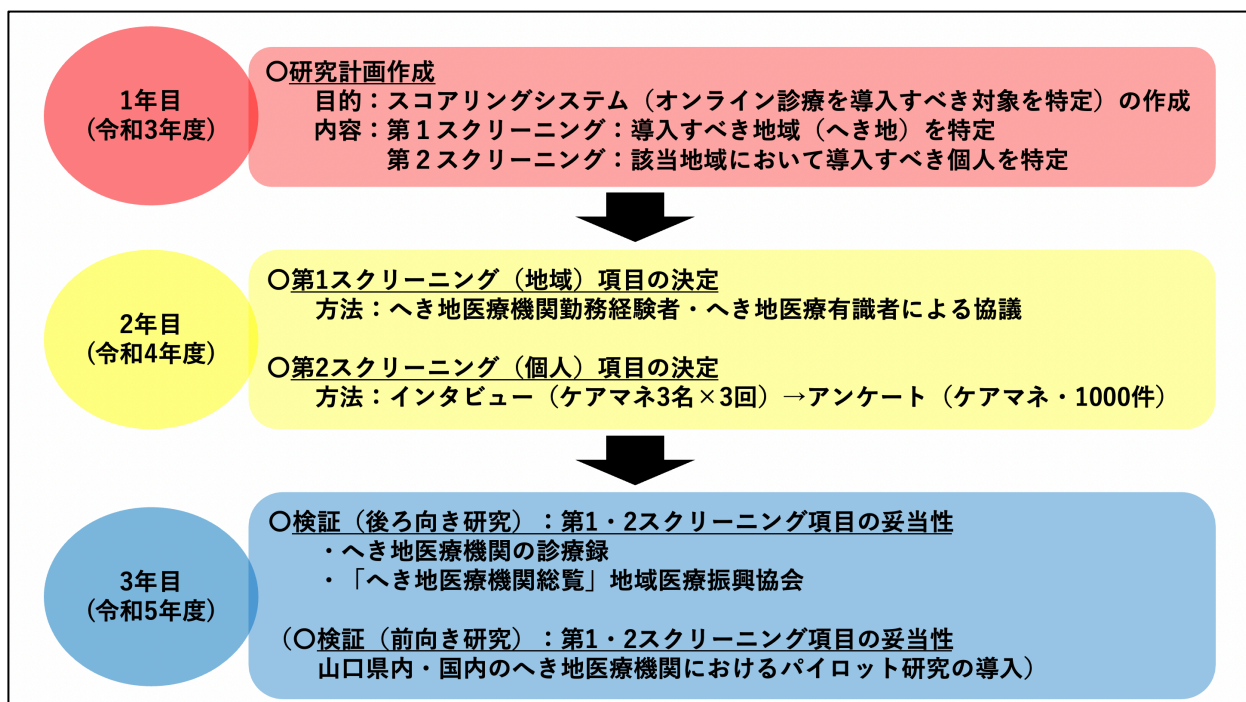 1年目
(令和3年度)
〇研究計画作成
目的：スコアリングシステム（オンライン診療を導入すべき対象を特定）の作成
内容：第１スクリーニング：導入すべき地域（へき地）を特定
第２スクリーニング：該当地域において導入すべき個人を特定
2年目
(令和4年度)
〇第1スクリーニング（地域）項目の決定
方法：へき地医療機関勤務経験者・へき地医療有識者による協議
〇第2スクリーニング（個人）項目の決定
方法：インタビュー（ケアマネ3名×3回）→アンケート（ケアマネ・1000件）
3年目
(令和5年度)
〇検証（後ろ向き研究）：第1・2スクリーニング項目の妥当性
・へき地医療機関の診療録
・「へき地医療機関総覧」地域医療振興協会
（〇検証（前向き研究）：第1・2スクリーニング項目の妥当性
山口県内・国内のへき地医療機関におけるパイロット研究の導入）